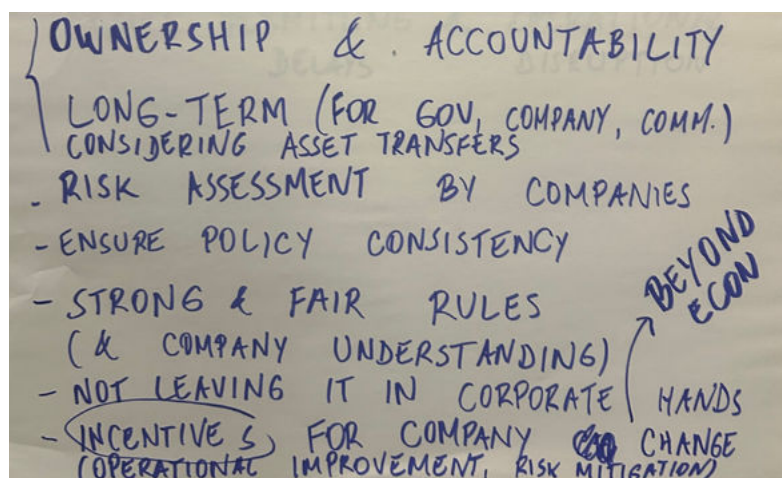 OWNERSHIP & . ACCOUNTABILITY
LONG-TERM (FOR GOV, COMPANY, COMM.)
CONSIDERING ASSET TRANSFERS
- RISK ASSESSMENT BY COMPANIES
- ENSURE POLICY CONSISTENCY
- STRONG & FAIR RULES
(& COMPANY UNDERSTANDING)
- NOT LEAVING IT IN CORPORATE HANDS
- INCENTIVES FOR COMPANY CHANGE
(OPERATIONAL IMPROVEMENT, RISK MITIGATION)
BEYOND
ECON